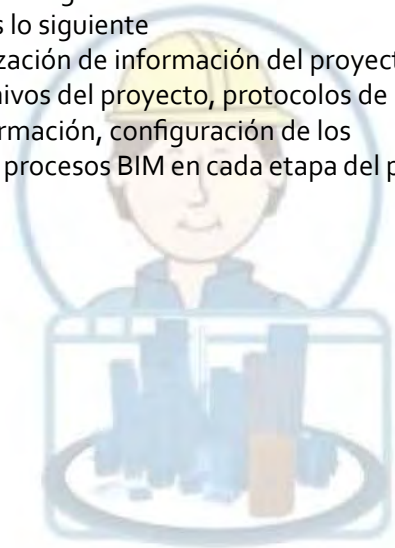 s lo siguiente
zación de información del proyect
ivos del proyecto, protocolos de
rmación, configuración de los
procesos BIM en cada etapa del p